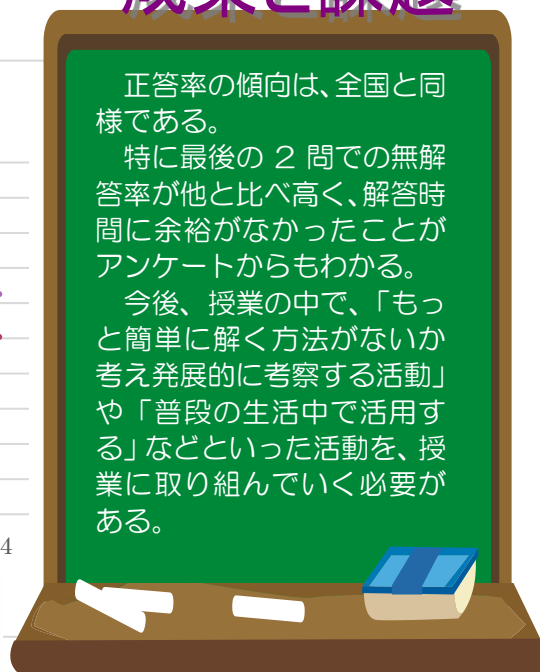 成果と課題
正答率の傾向は、全国と同
様である。
特に最後の 2 問での無解
答率が他と比べ高く、解答時
間に余裕がなかったことが
アンケートからもわかる。
今後、授業の中で、「もっ
と簡単に解く方法がないか
考え発展的に考察する活動」
や「普段の生活中で活用す
る」などといった活動を、授
業に取り組んでいく必要が
ある。
4